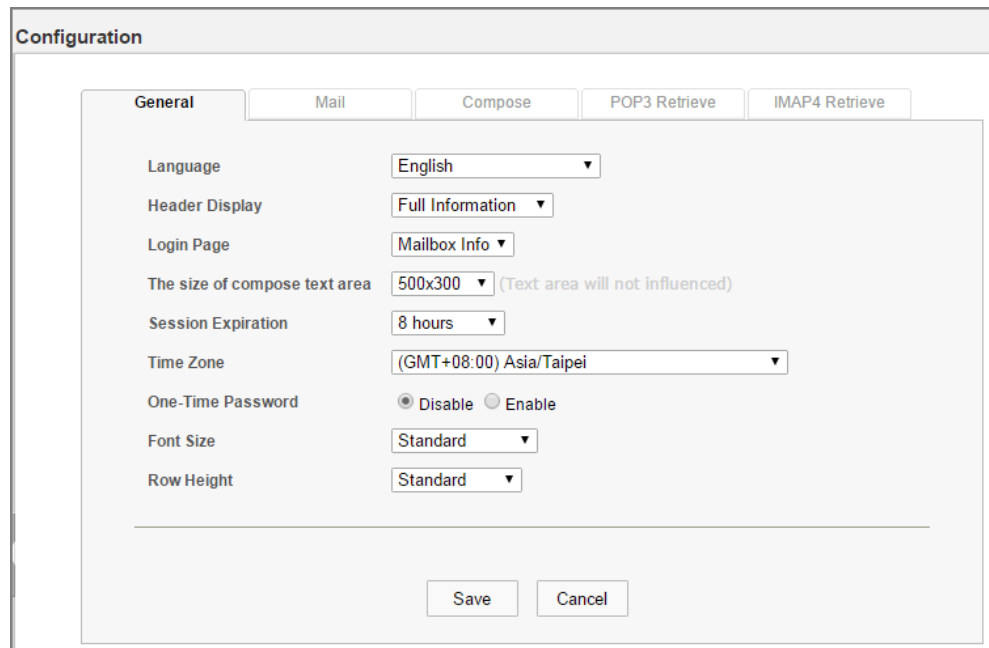 Configuration
General Mail Compose POP3 Retrieve IMAP4 Retrieve
Language English
Header Display Full Information
Login Page Mailbox Info
The size of compose text area 500x300 (Text area will not influenced)
Session Expiration 8 hours
Time Zone (GMT+08:00) Asia/Taipei
One-Time Password Disable Enable
Font Size Standard
Row Height Standard
Save Cancel